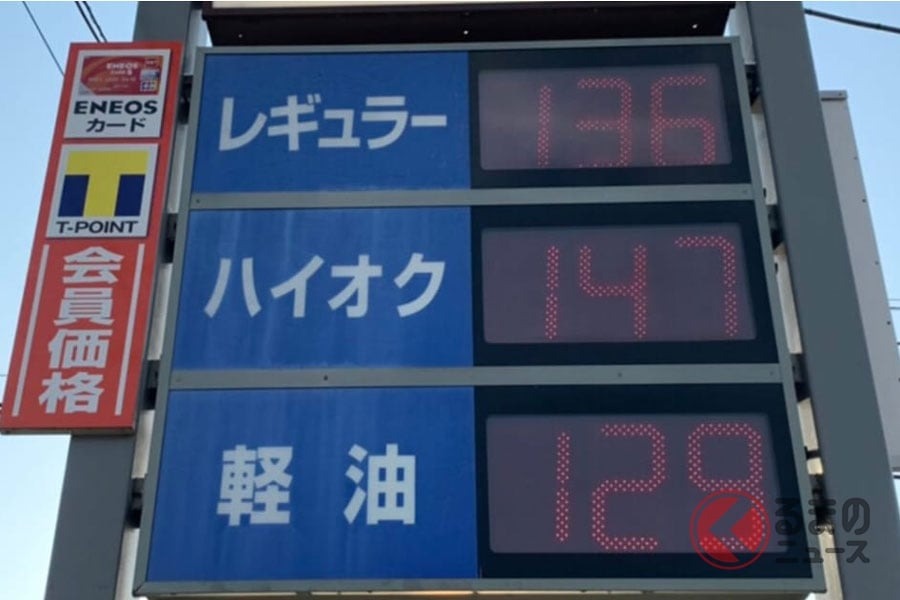 ENEOS
カード
T-POINT
会員価格
レギュラー 136
ハイオク 147
軽油
くるまのニュース